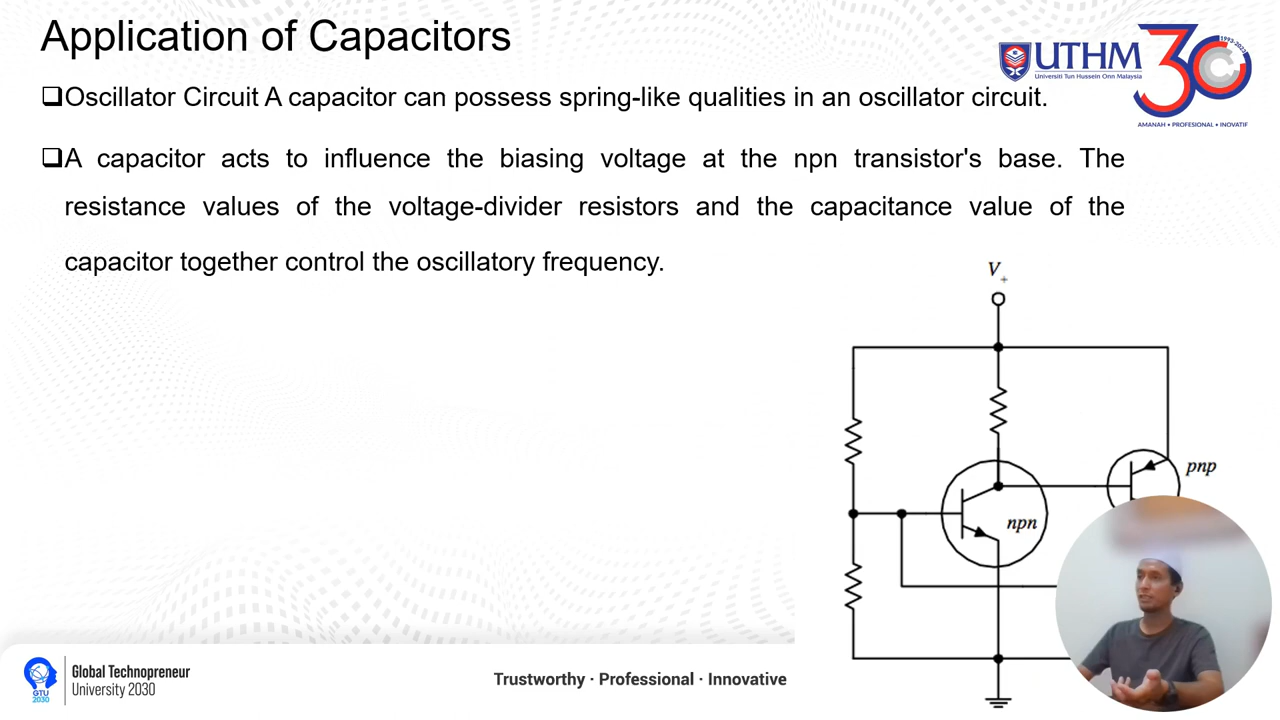 Application of Capacitors
UTHM
Universiti Tun Hussein Onn Malaysia
1993-2023
30
AMANAH • PROFESIONAL • INOVATIF
❑Oscillator Circuit A capacitor can possess spring-like qualities in an oscillator circuit.
❑A capacitor acts to influence the biasing voltage at the npn transistor's base. The
resistance values of the voltage-divider resistors and the capacitance value of the
capacitor together control the oscillatory frequency.
V+
pnp
npn
GTU
2030
Global Technopreneur
University 2030
Trustworthy · Professional · Innovative